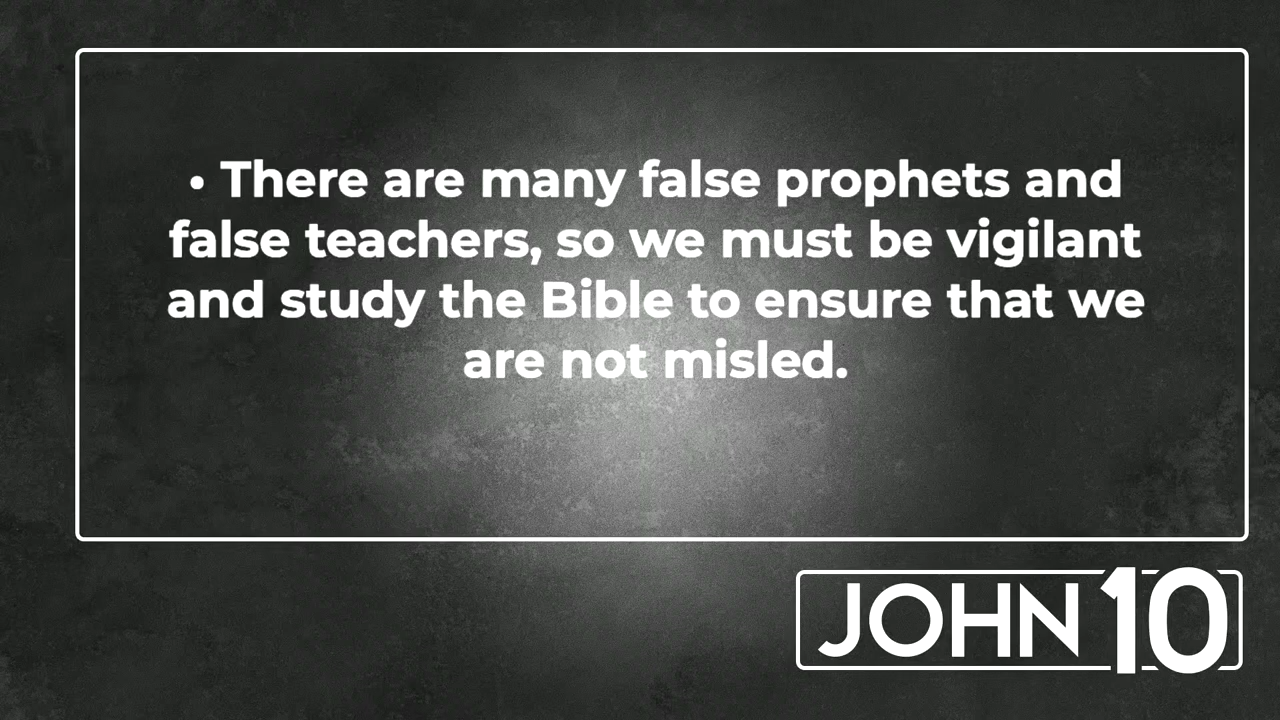 • There are many false prophets and
false teachers, so we must be vigilant
and study the Bible to ensure that we
are not misled.
JOHN 10